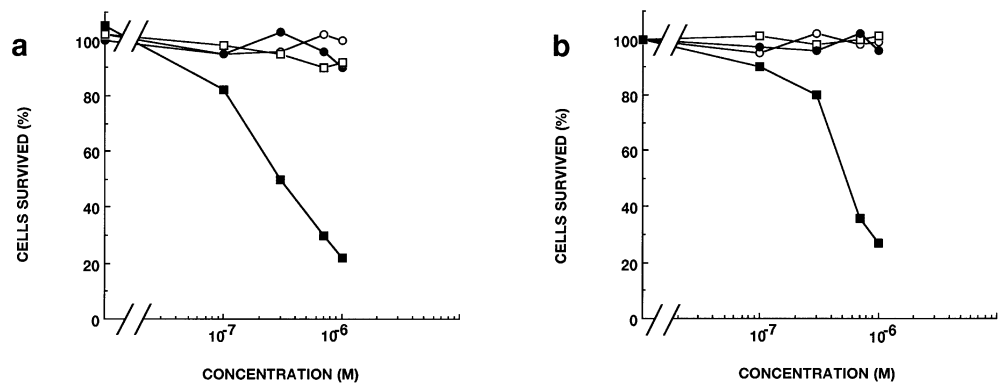 a
CELLS SURVIVED (%)
100
80
60
40
20
0
10-7
10-6
CONCENTRATION (M)
b
CELLS SURVIVED (%)
100
80
60
40
20
0
10-7
10-6
CONCENTRATION (M)